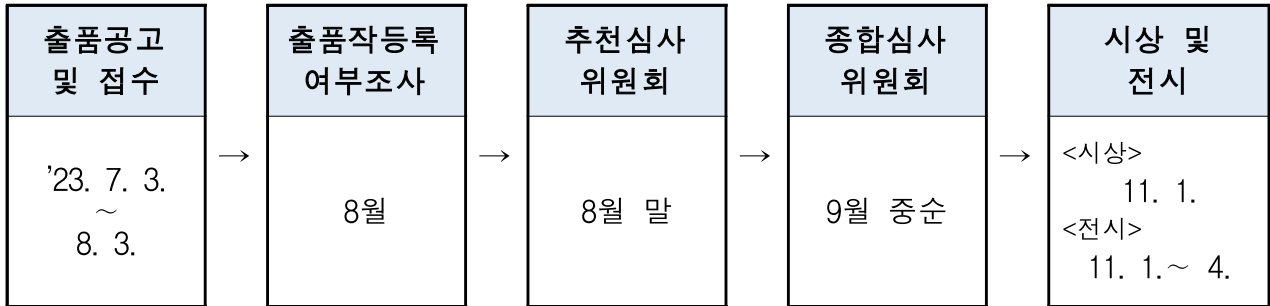 출품공고
및 접수
'23. 7. 3.
~
8. 3.
→
출품작등록
여부조사
8월
→
추천심사
위원회
8월 말
→
종합심사
위원회
9월 중순
→
시상 및
전시
<시상>
11. 1.
<전시>
11. 1.~ 4.